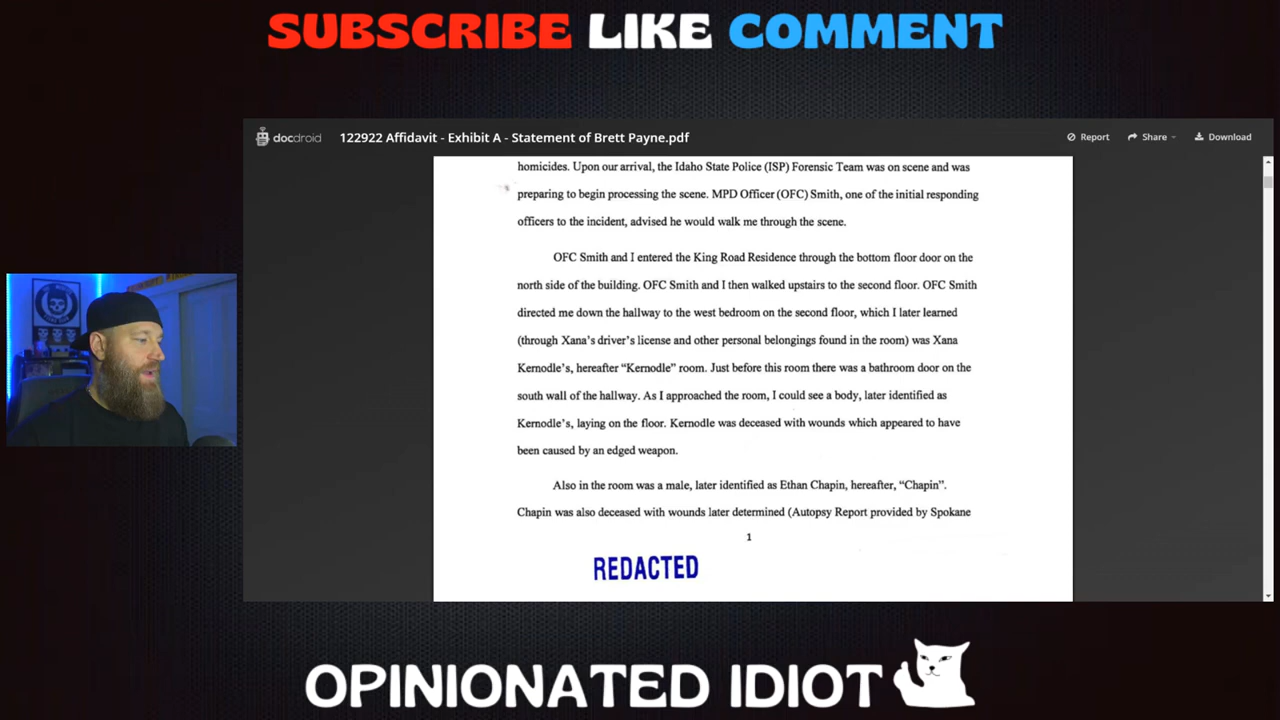 SUBSCRIBE LIKE COMMENT
docdroid 122922 Affidavit - Exhibit A - Statement of Brett Payne.pdf Report Share Download
homicides. Upon our arrival, the Idaho State Police (ISP) Forensic Team was on scene and was
preparing to begin processing the scene. MPD Officer (OFC) Smith, one of the initial responding
officers to the incident, advised he would walk me through the scene.
OFC Smith and I entered the King Road Residence through the bottom floor door on the
north side of the building. OFC Smith and I then walked upstairs to the second floor. OFC Smith
directed me down the hallway to the west bedroom on the second floor, which I later learned
(through Xana's driver's license and other personal belongings found in the room) was Xana
Kernodle's, hereafter "Kernodle" room. Just before this room there was a bathroom door on the
south wall of the hallway. As I approached the room, I could see a body, later identified as
Kernodle's, laying on the floor. Kernodle was deceased with wounds which appeared to have
been caused by an edged weapon.
Also in the room was a male, later identified as Ethan Chapin, hereafter, "Chapin".
Chapin was also deceased with wounds later determined (Autopsy Report provided by Spokane
1
REDACTED
OPINIONATED IDIOT